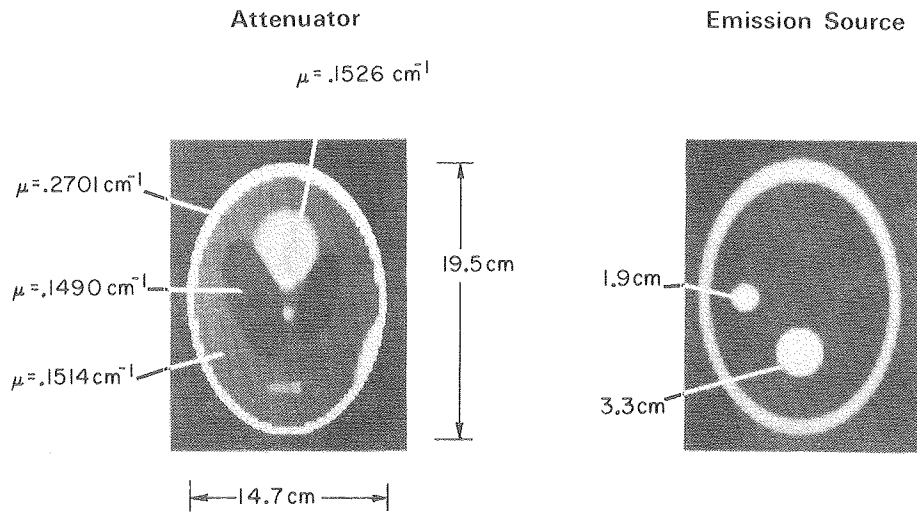 Attenuator
Emission Source
μ=.1526 cm⁻¹
μ=.2701 cm⁻¹
μ=.1490 cm⁻¹
μ=.1514 cm⁻¹
19.5 cm
14.7 cm
1.9 cm
3.3 cm